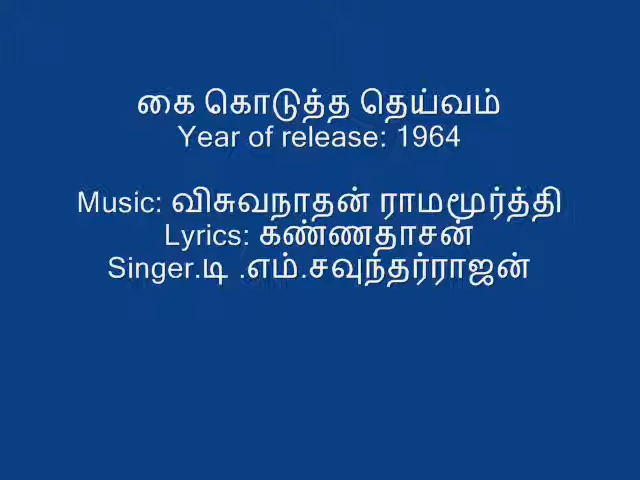 கை கொடுத்த தெய்வம்
Year of release: 1964
Music: விசுவநாதன் ராமமூர்த்தி
Lyrics: கண்ணதாசன்
Singer.டி .எம்.சவுந்தர்ராஜன்